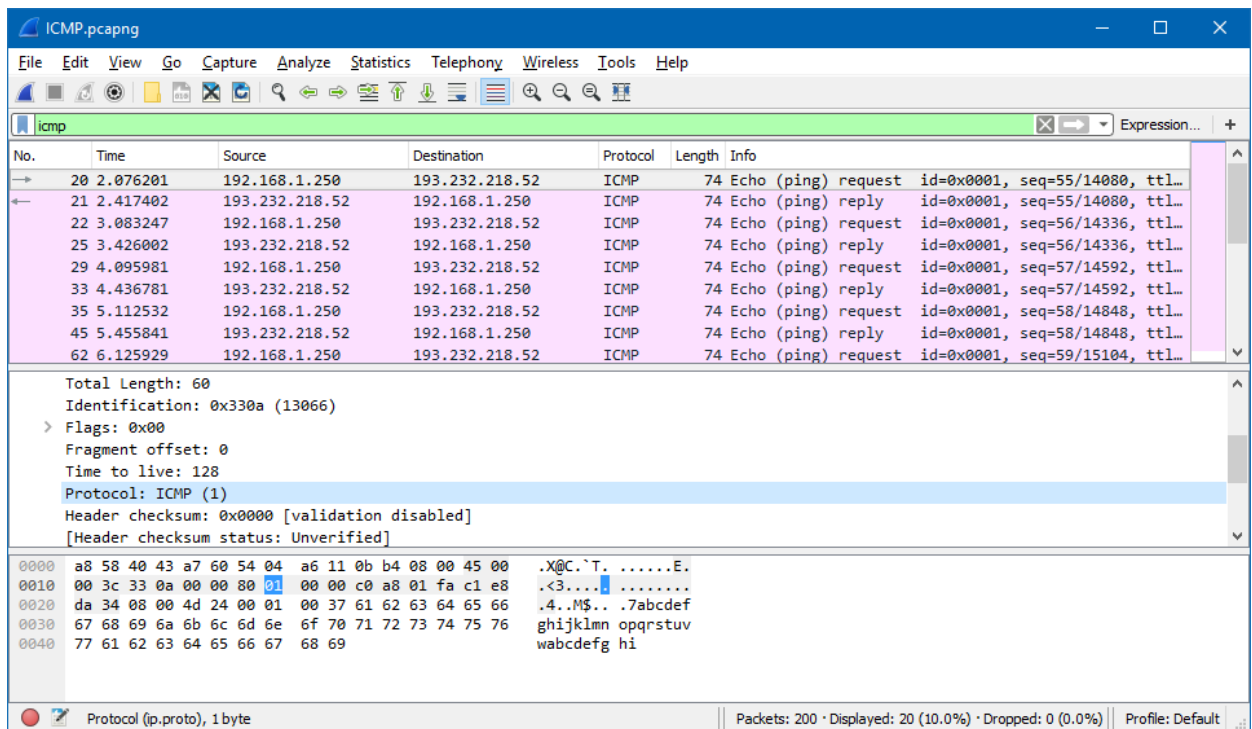 ICMP.pcapng
File Edit View Go Capture Analyze Statistics Telephony Wireless Tools Help
icmp Expression... +
No. Time Source Destination Protocol Length Info
20 2.076201 192.168.1.250 193.232.218.52 ICMP 74 Echo (ping) request id=0x0001, seq=55/14080, ttl…
21 2.417402 193.232.218.52 192.168.1.250 ICMP 74 Echo (ping) reply id=0x0001, seq=55/14080, ttl…
22 3.083247 192.168.1.250 193.232.218.52 ICMP 74 Echo (ping) request id=0x0001, seq=56/14336, ttl…
25 3.426002 193.232.218.52 192.168.1.250 ICMP 74 Echo (ping) reply id=0x0001, seq=56/14336, ttl…
29 4.095981 192.168.1.250 193.232.218.52 ICMP 74 Echo (ping) request id=0x0001, seq=57/14592, ttl…
33 4.436781 193.232.218.52 192.168.1.250 ICMP 74 Echo (ping) reply id=0x0001, seq=57/14592, ttl…
35 5.112532 192.168.1.250 193.232.218.52 ICMP 74 Echo (ping) request id=0x0001, seq=58/14848, ttl…
45 5.455841 193.232.218.52 192.168.1.250 ICMP 74 Echo (ping) reply id=0x0001, seq=58/14848, ttl…
62 6.125929 192.168.1.250 193.232.218.52 ICMP 74 Echo (ping) request id=0x0001, seq=59/15104, ttl…
Total Length: 60
Identification: 0x330a (13066)
> Flags: 0x00
Fragment offset: 0
Time to live: 128
Protocol: ICMP (1)
Header checksum: 0x0000 [validation disabled]
[Header checksum status: Unverified]
0000 a8 58 40 43 a7 60 54 04 a6 11 0b b4 08 00 45 00 .X@C.`T. ......E.
0010 00 3c 33 0a 00 00 80 01 00 00 c0 a8 01 fa c1 e8 .<3..... ........
0020 da 34 08 00 4d 24 00 01 00 37 61 62 63 64 65 66 .4..M$.. .7abcdef
0030 67 68 69 6a 6b 6c 6d 6e 6f 70 71 72 73 74 75 76 ghijklmn opqrstuv
0040 77 61 62 63 64 65 66 67 68 69 wabcdefg hi
Protocol (ip.proto), 1 byte Packets: 200 · Displayed: 20 (10.0%) · Dropped: 0 (0.0%) Profile: Default